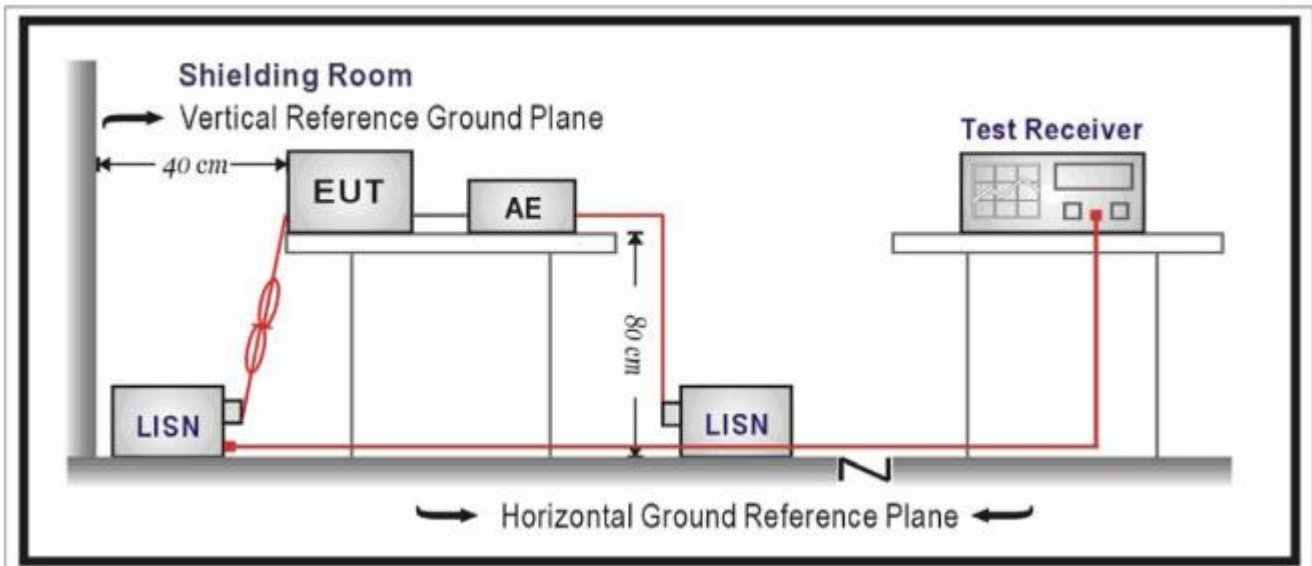 Shielding Room
Vertical Reference Ground Plane
40 cm
EUT
AE
Test Receiver
80 cm
LISN
LISN
Horizontal Ground Reference Plane